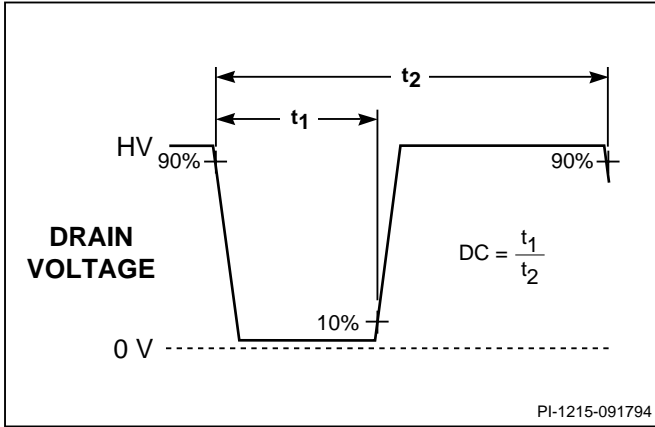 t2
t1
HV
90%
90%
DRAIN
VOLTAGE
DC = t1/t2
10%
0 V
PI-1215-091794